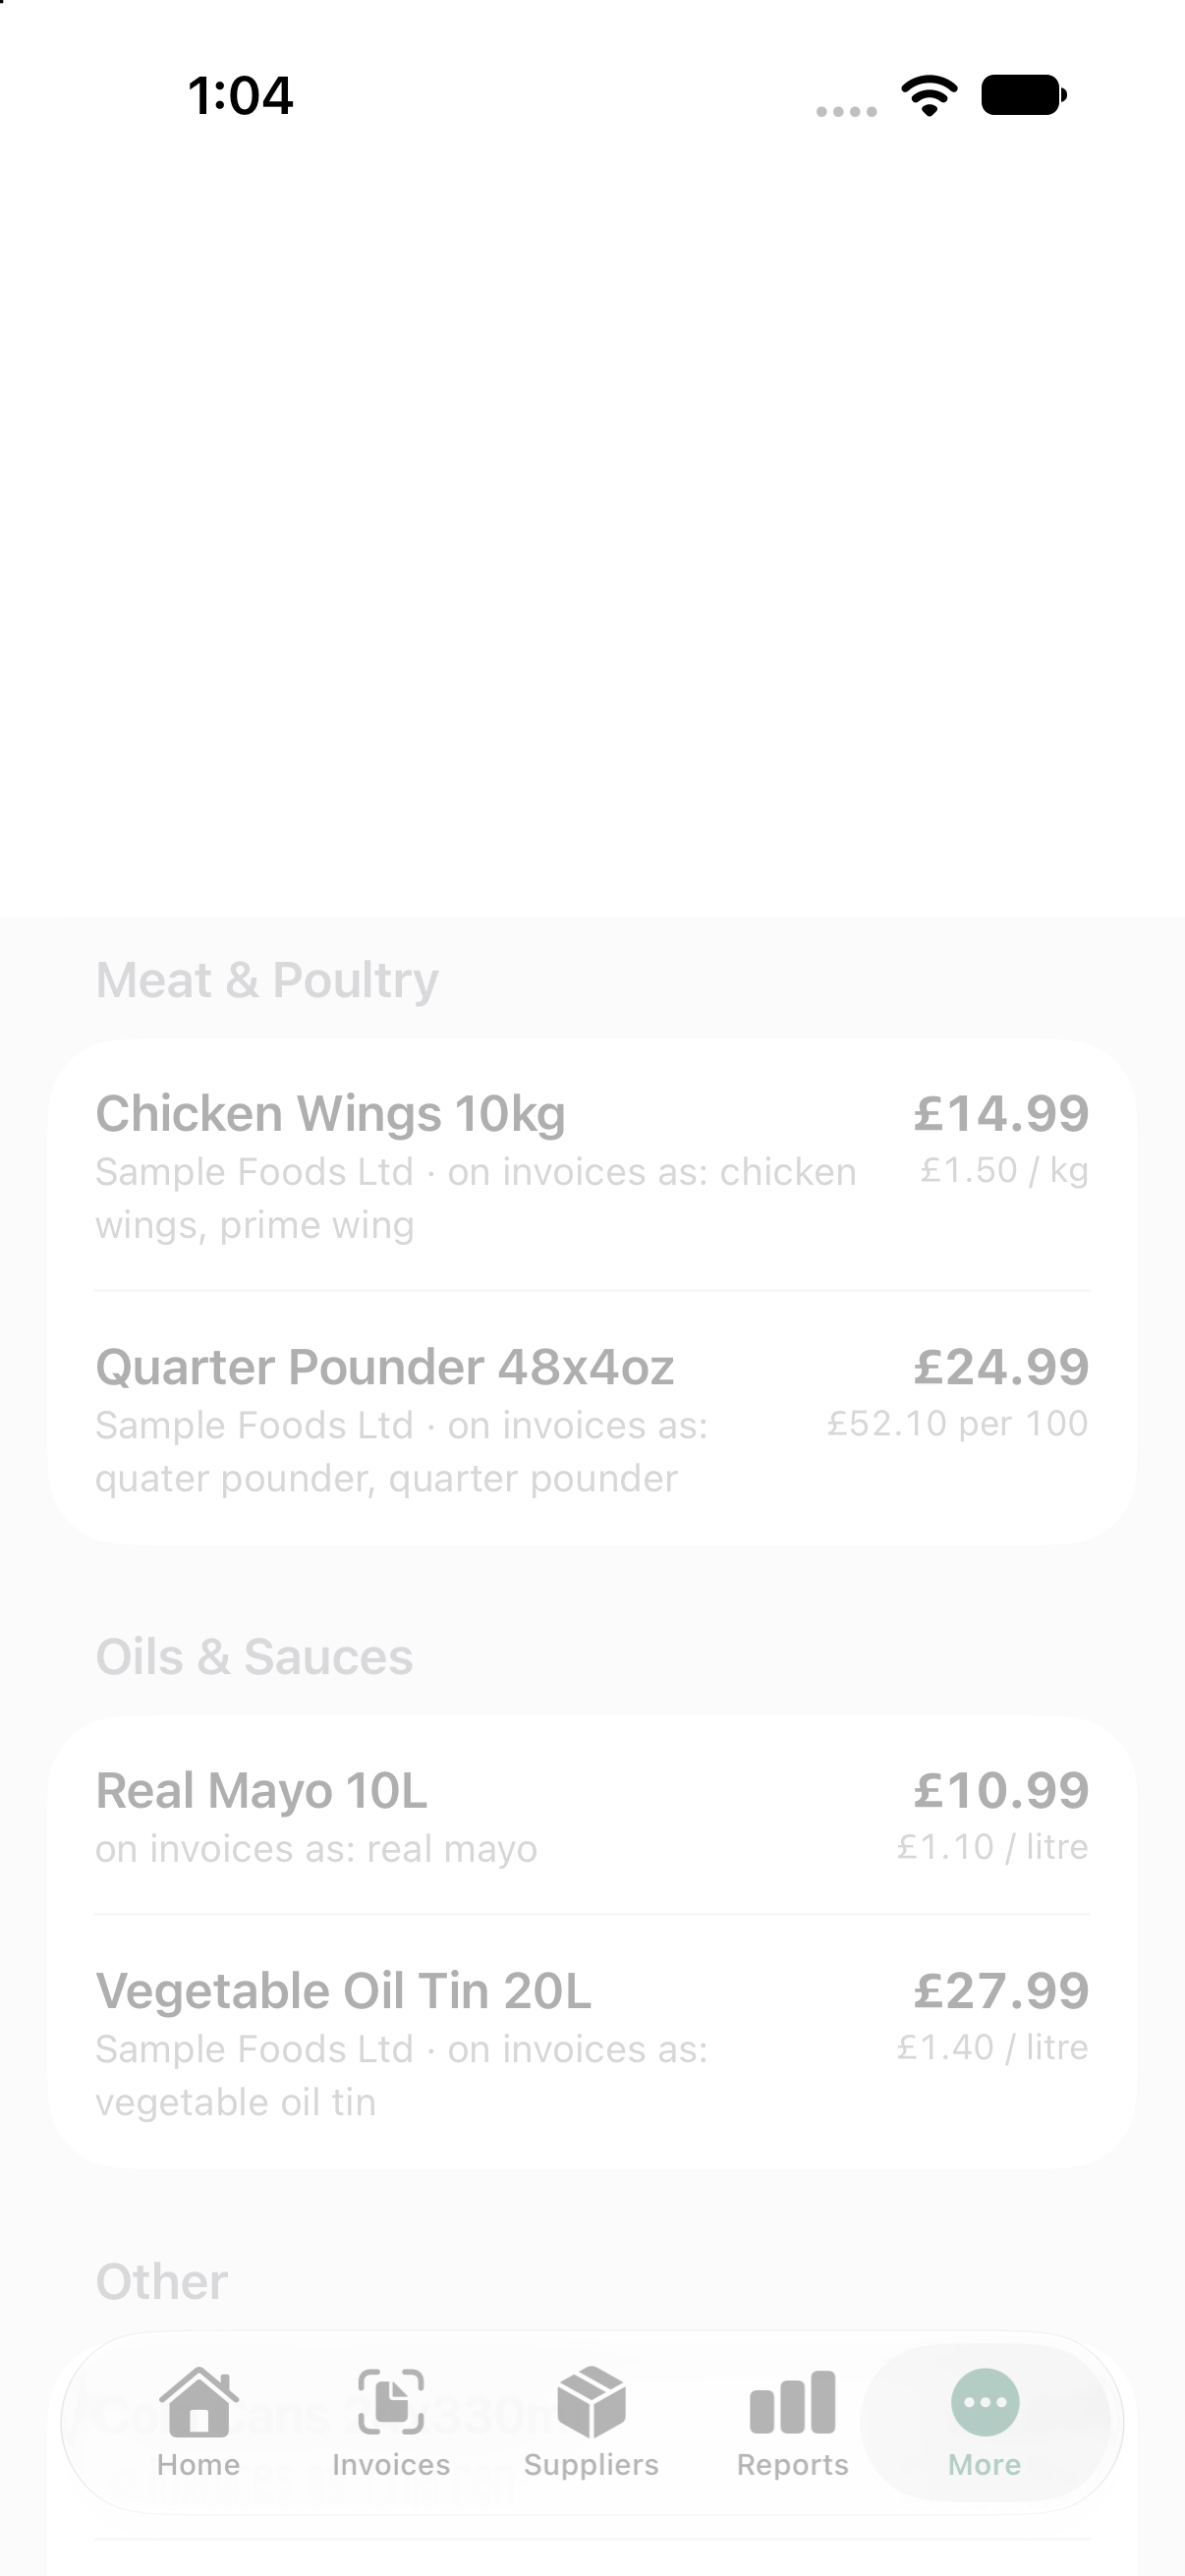 1:04
Meat & Poultry
Chicken Wings 10kg £14.99
Sample Foods Ltd · on invoices as: chicken £1.50 / kg
wings, prime wing
Quarter Pounder 48x4oz £24.99
Sample Foods Ltd · on invoices as: £52.10 per 100
quater pounder, quarter pounder
Oils & Sauces
Real Mayo 10L £10.99
on invoices as: real mayo £1.10 / litre
Vegetable Oil Tin 20L £27.99
Sample Foods Ltd · on invoices as: £1.40 / litre
vegetable oil tin
Other
Home Invoices Suppliers Reports More